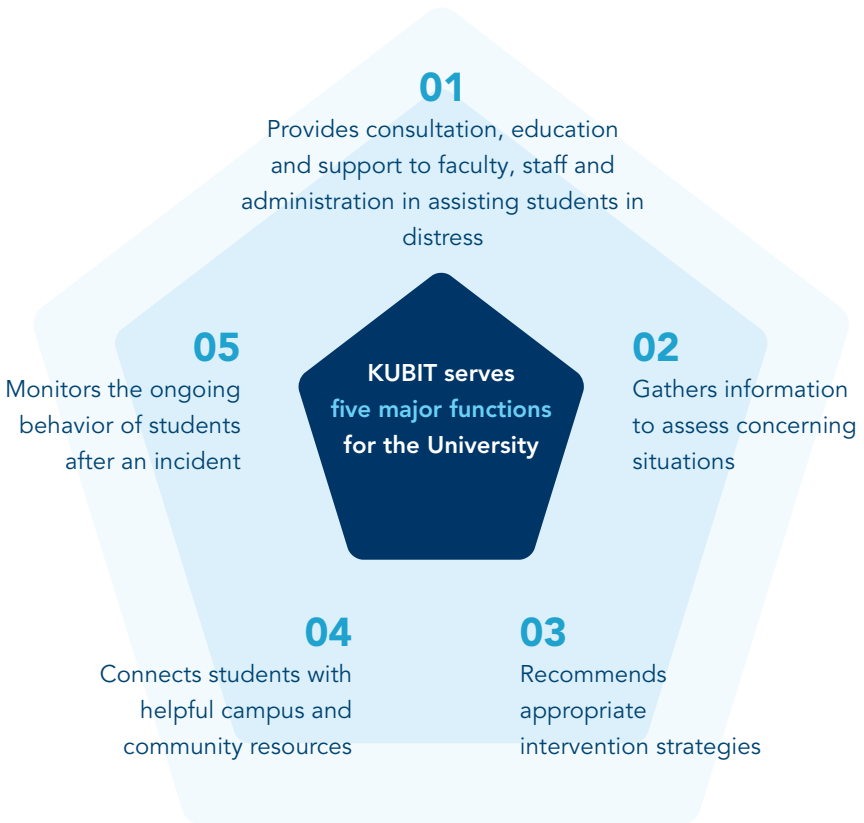 01
Provides consultation, education
and support to faculty, staff and
administration in assisting students in
distress
KUBIT serves
five major functions
for the University
02
Gathers information
to assess concerning
situations
03
Recommends
appropriate
intervention strategies
04
Connects students with
helpful campus and
community resources
05
Monitors the ongoing
behavior of students
after an incident